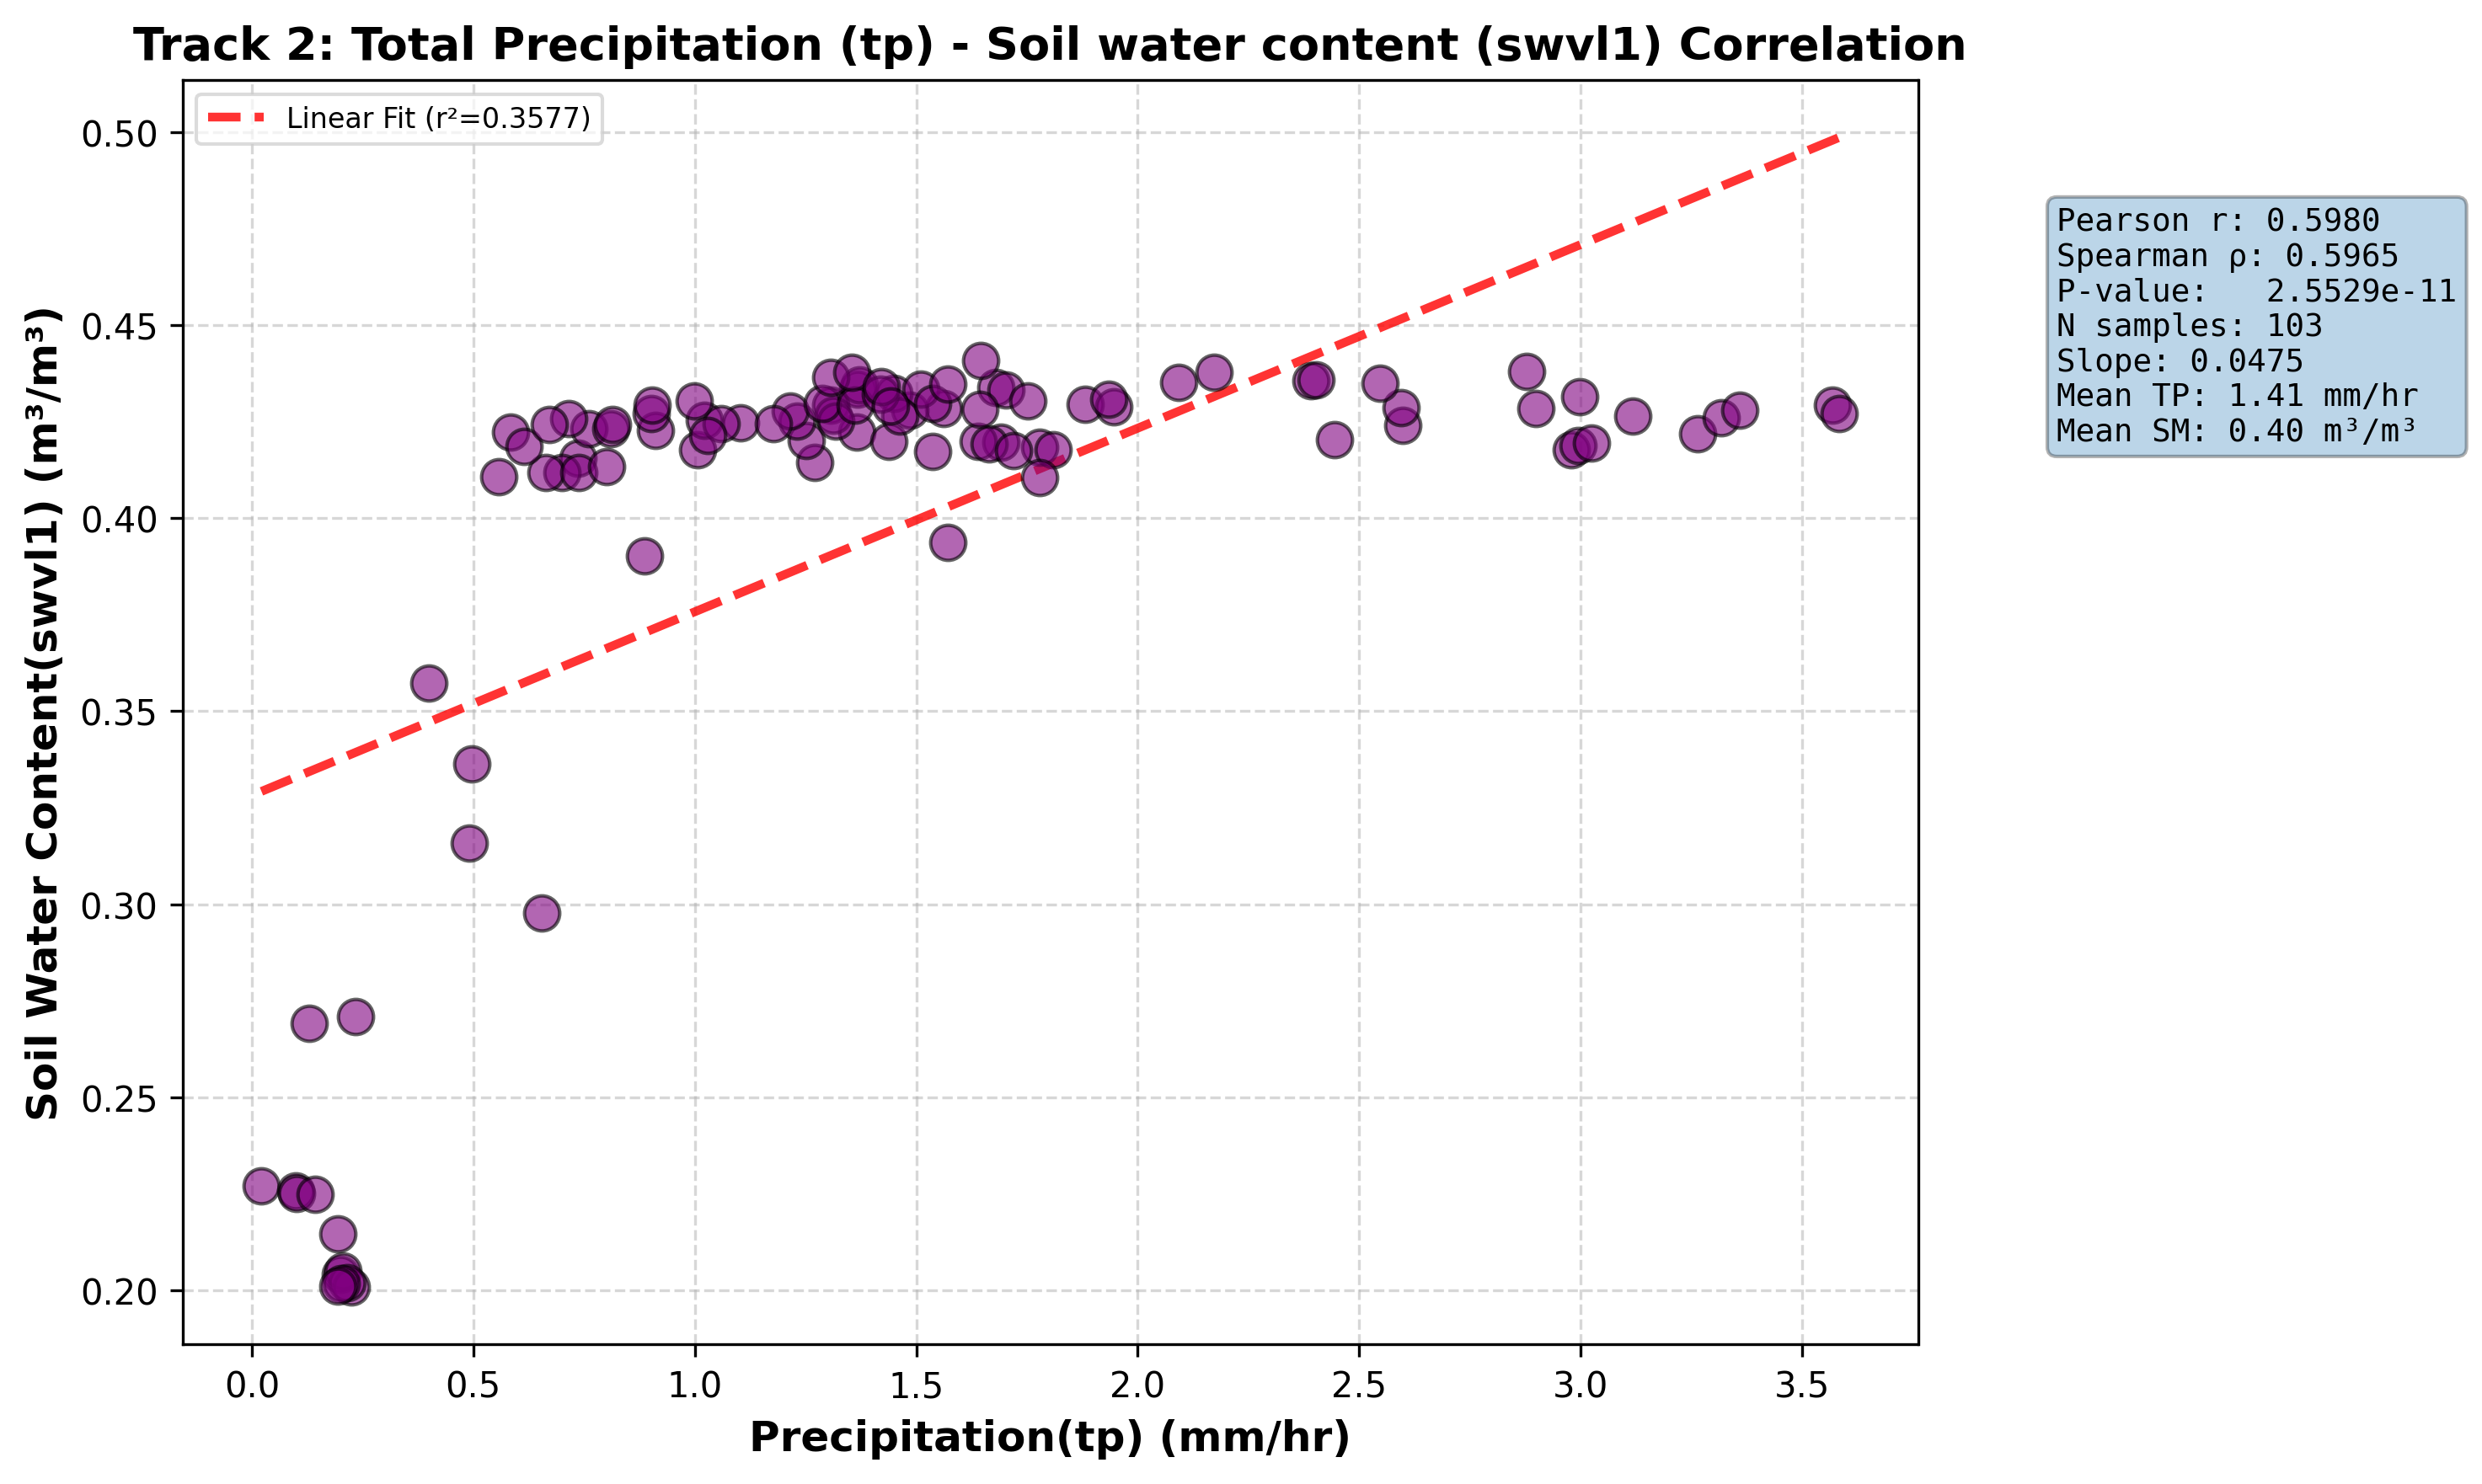 Track 2: Total Precipitation (tp) - Soil water content (swvl1) Correlation
Linear Fit (r²=0.3577)
Soil Water Content(swvl1) (m³/m³)
0.50
0.45
0.40
0.35
0.30
0.25
0.20
0.0 0.5 1.0 1.5 2.0 2.5 3.0 3.5
Precipitation(tp) (mm/hr)
Pearson r: 0.5980
Spearman ρ: 0.5965
P-value:   2.5529e-11
N samples: 103
Slope: 0.0475
Mean TP: 1.41 mm/hr
Mean SM: 0.40 m³/m³